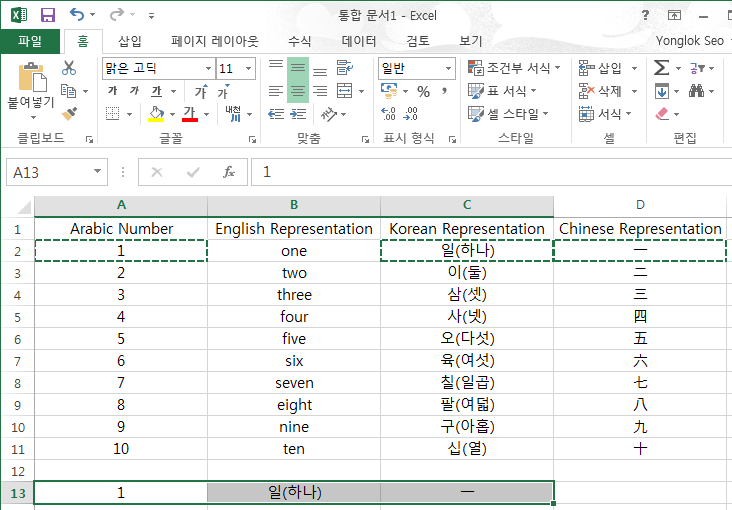 통합 문서1 - Excel
?
파일 홈 삽입 페이지 레이아웃 수식 데이터 검토 보기 Yonglok Seo
붙여넣기
맑은 고딕 11
가 가 가 가 가
내천
일반
% ,
조건부 서식
표 서식
셀 스타일
삽입
삭제
서식
클립보드 글꼴 맞춤 표시 형식 스타일 셀 편집
A13 fx 1
A B C D
1 Arabic Number English Representation Korean Representation Chinese Representation
2 1 one 일(하나) 一
3 2 two 이(둘) 二
4 3 three 삼(셋) 三
5 4 four 사(넷) 四
6 5 five 오(다섯) 五
7 6 six 육(여섯) 六
8 7 seven 칠(일곱) 七
9 8 eight 팔(여덟) 八
10 9 nine 구(아홉) 九
11 10 ten 십(열) 十
12
13 1 일(하나) 一